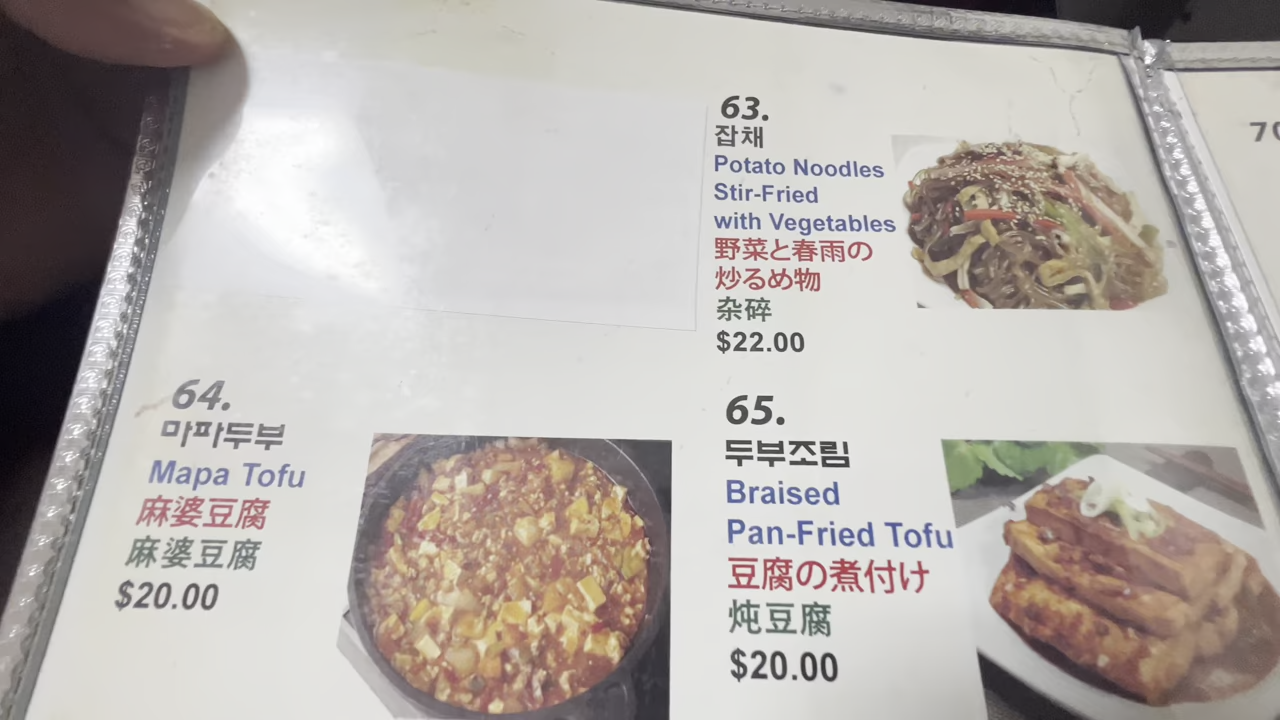 63.
잡채
Potato Noodles
Stir-Fried
with Vegetables
野菜と春雨の
炒るめ物
杂碎
$22.00
64.
마파두부
Mapa Tofu
麻婆豆腐
麻婆豆腐
$20.00
65.
두부조림
Braised
Pan-Fried Tofu
豆腐の煮付け
炖豆腐
$20.00